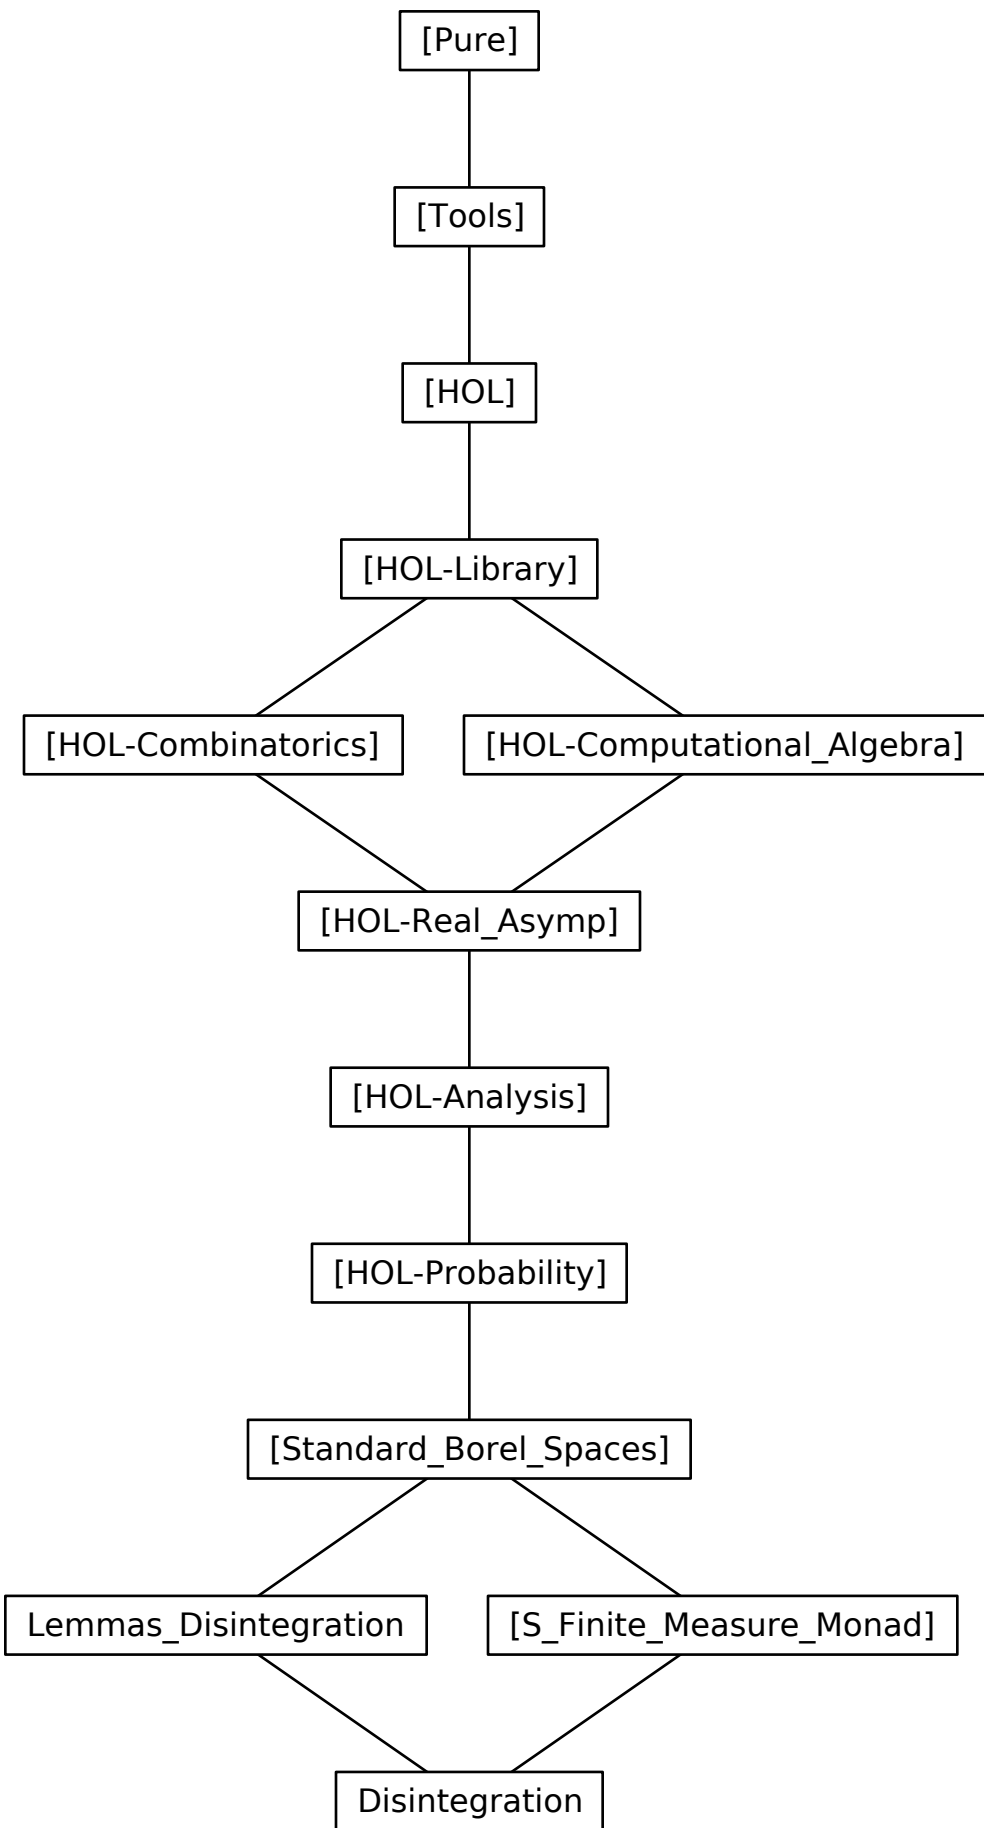 [Pure]
[Tools]
[HOL]
[HOL-Library]
[HOL-Combinatorics]
[HOL-Computational_Algebra]
[HOL-Real_Asymp]
[HOL-Analysis]
[HOL-Probability]
[Standard_Borel_Spaces]
Lemmas_Disintegration
[S_Finite_Measure_Monad]
Disintegration